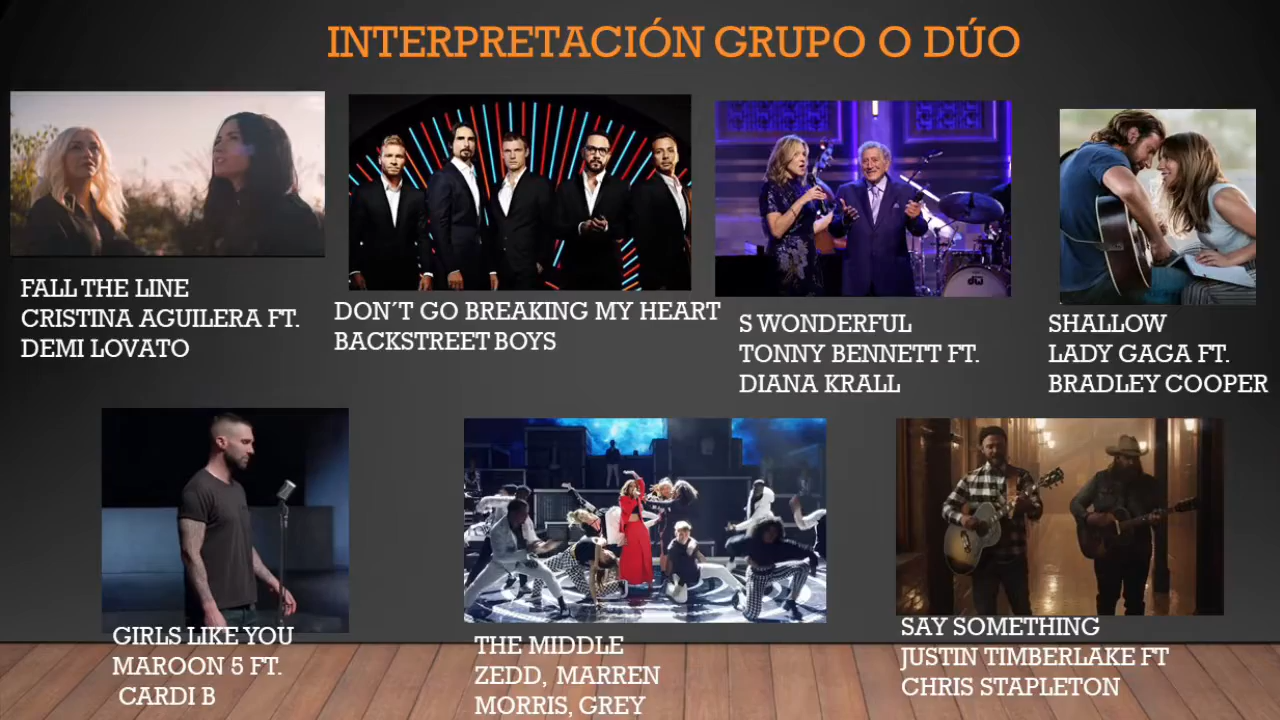 INTERPRETACIÓN GRUPO O DÚO
FALL THE LINE
CRISTINA AGUILERA FT.
DEMI LOVATO
DON´T GO BREAKING MY HEART
BACKSTREET BOYS
S WONDERFUL
TONNY BENNETT FT.
DIANA KRALL
SHALLOW
LADY GAGA FT.
BRADLEY COOPER
GIRLS LIKE YOU
MAROON 5 FT.
CARDI B
THE MIDDLE
ZEDD, MARREN
MORRIS, GREY
SAY SOMETHING
JUSTIN TIMBERLAKE FT
CHRIS STAPLETON